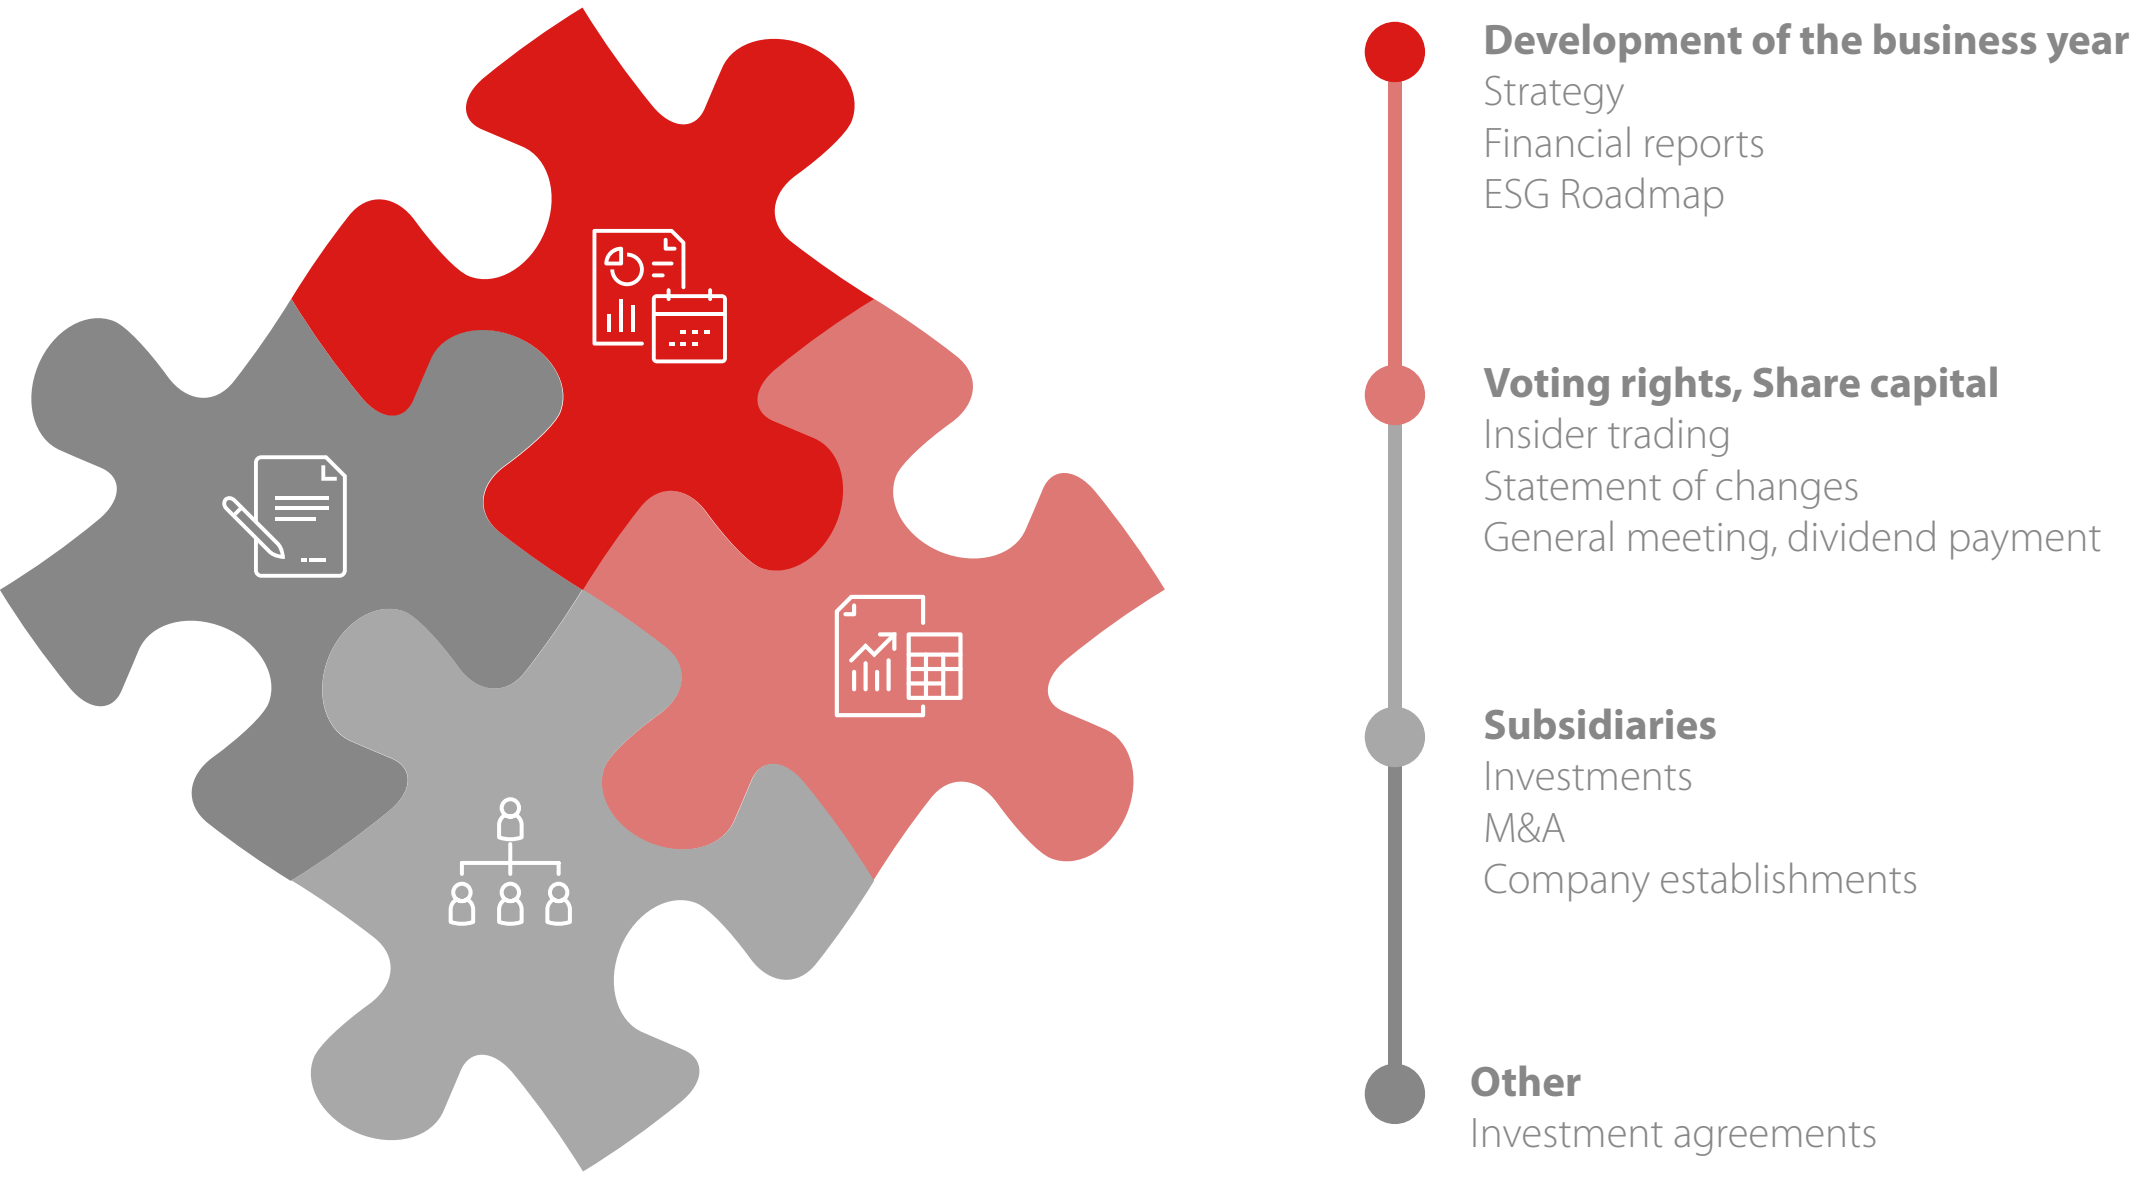 Development of the business year
Strategy
Financial reports
ESG Roadmap
Voting rights, Share capital
Insider trading
Statement of changes
General meeting, dividend payment
Subsidiaries
Investments
M&A
Company establishments
Other
Investment agreements